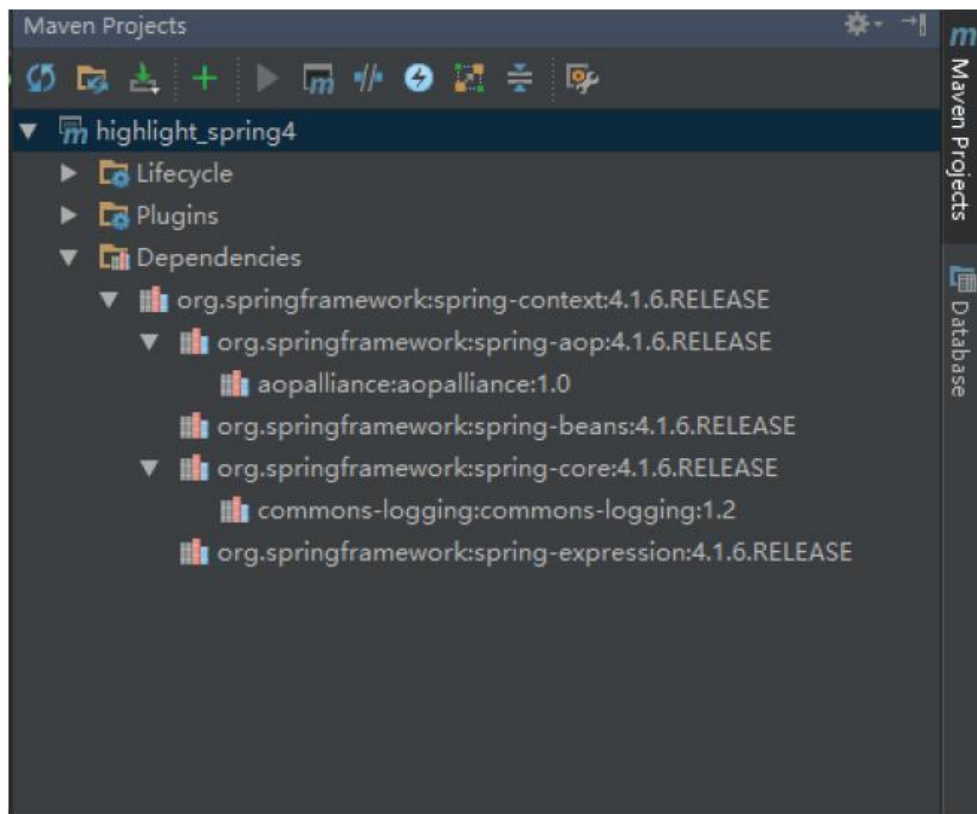 Maven Projects
highlight_spring4
Lifecycle
Plugins
Dependencies
org.springframework:spring-context:4.1.6.RELEASE
org.springframework:spring-aop:4.1.6.RELEASE
aopalliance:aopalliance:1.0
org.springframework:spring-beans:4.1.6.RELEASE
org.springframework:spring-core:4.1.6.RELEASE
commons-logging:commons-logging:1.2
org.springframework:spring-expression:4.1.6.RELEASE
Maven Projects
Database